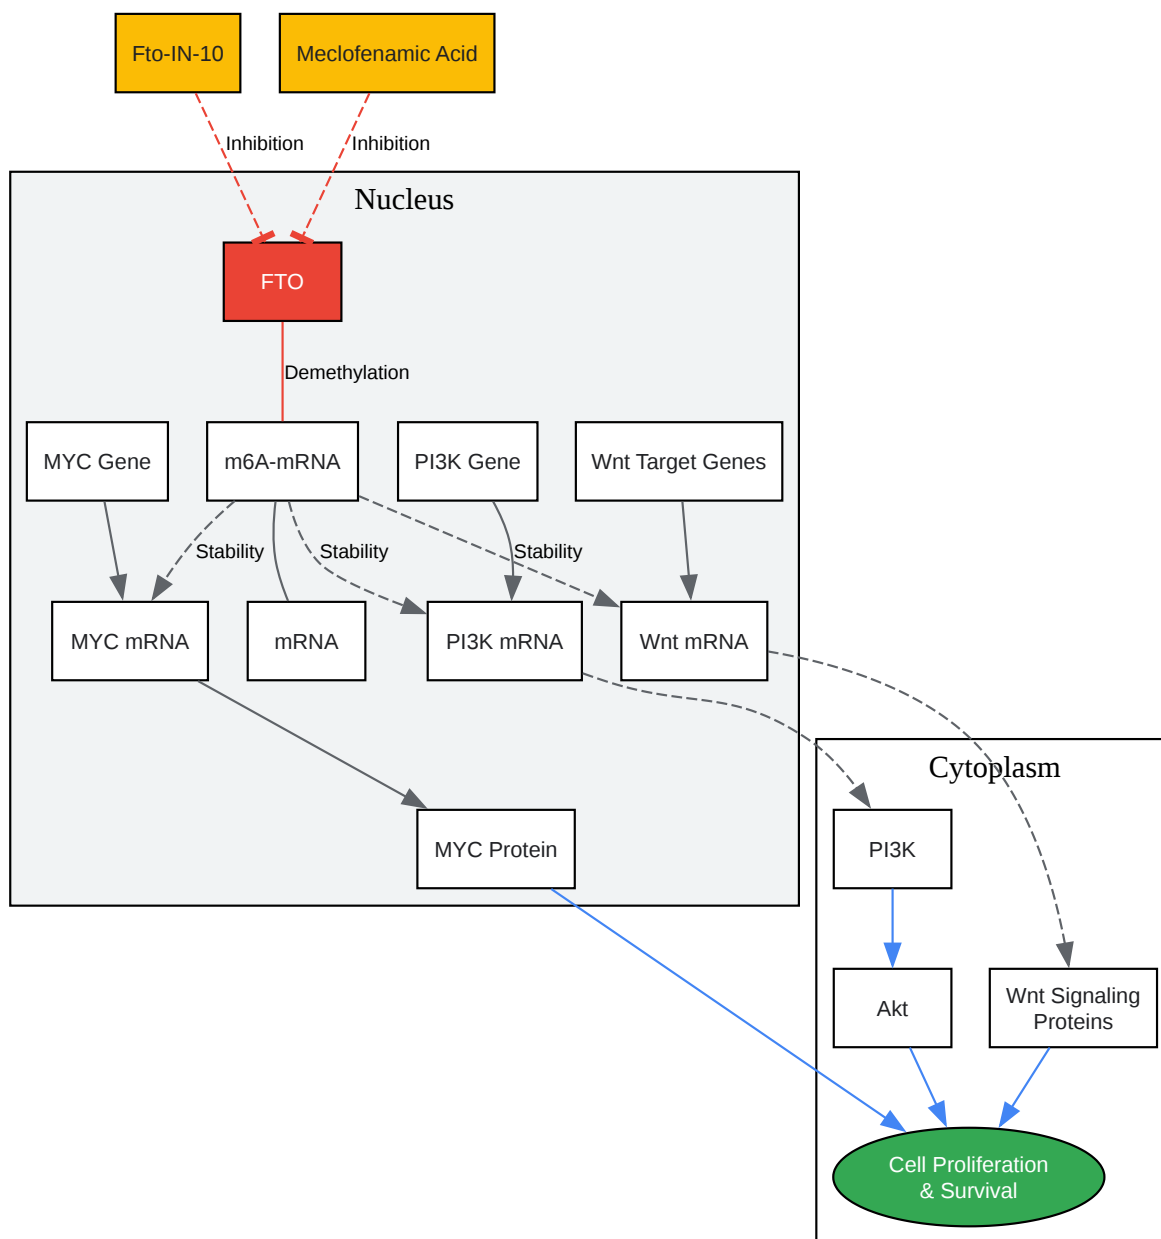 Fto-IN-10
Meclofenamic Acid
Inhibition
Inhibition
Nucleus
FTO
Demethylation
MYC Gene
m6A-mRNA
PI3K Gene
Wnt Target Genes
Stability
Stability
Stability
MYC mRNA
mRNA
PI3K mRNA
Wnt mRNA
Cytoplasm
MYC Protein
PI3K
Akt
Wnt Signaling
Proteins
Cell Proliferation
& Survival